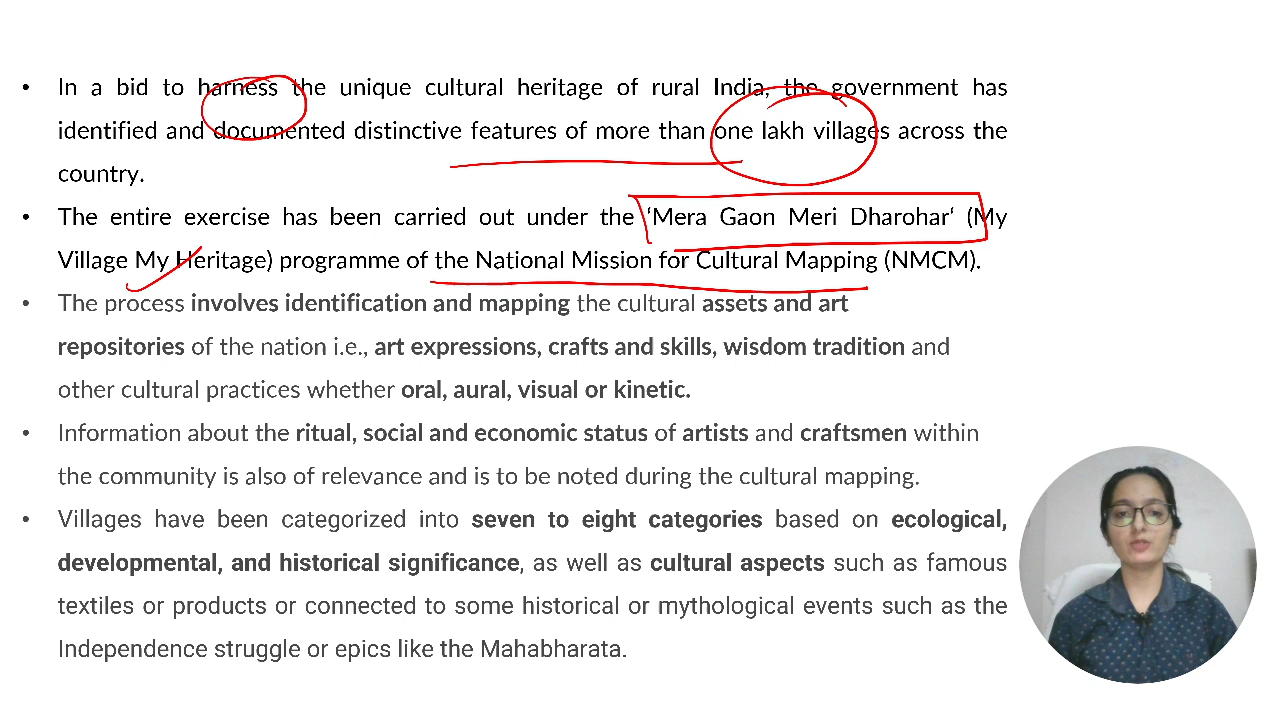 • In a bid to harness the unique cultural heritage of rural India, the government has
identified and documented distinctive features of more than one lakh villages across the
country.
• The entire exercise has been carried out under the ‘Mera Gaon Meri Dharohar‘ (My
Village My Heritage) programme of the National Mission for Cultural Mapping (NMCM).
• The process involves identification and mapping the cultural assets and art
repositories of the nation i.e., art expressions, crafts and skills, wisdom tradition and
other cultural practices whether oral, aural, visual or kinetic.
• Information about the ritual, social and economic status of artists and craftsmen within
the community is also of relevance and is to be noted during the cultural mapping.
• Villages have been categorized into seven to eight categories based on ecological,
developmental, and historical significance, as well as cultural aspects such as famous
textiles or products or connected to some historical or mythological events such as the
Independence struggle or epics like the Mahabharata.